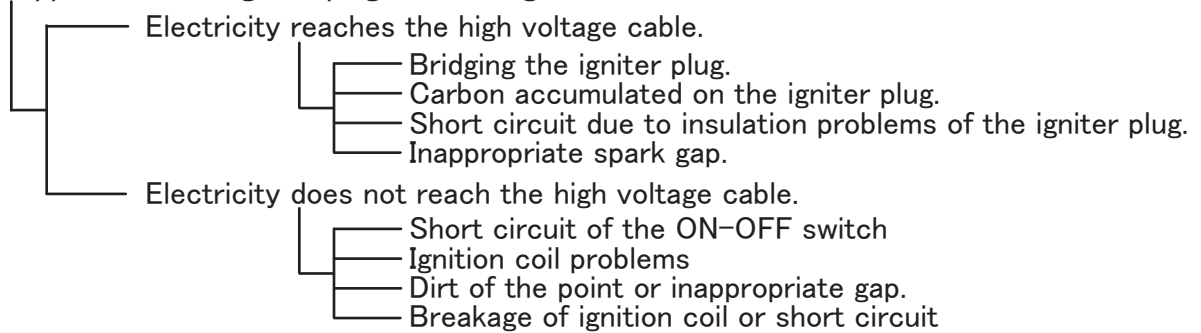 Electricity reaches the high voltage cable.
Bridging the igniter plug.
Carbon accumulated on the igniter plug.
Short circuit due to insulation problems of the igniter plug.
Inappropriate spark gap.
Electricity does not reach the high voltage cable.
Short circuit of the ON-OFF switch
Ignition coil problems
Dirt of the point or inappropriate gap.
Breakage of ignition coil or short circuit